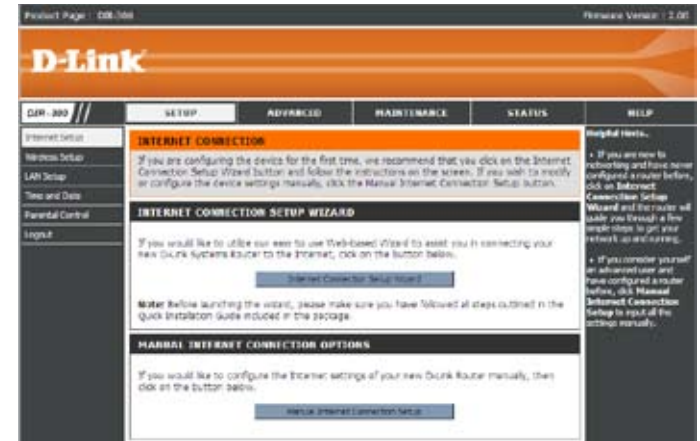 Product Page : DIR-300
Firmware Version : 2.00
D-Link
DIR-300
SETUP
ADVANCED
MAINTENANCE
STATUS
HELP
Internet Setup
Wireless Setup
LAN Setup
Time and Date
Parental Control
Logout
INTERNET CONNECTION
If you are configuring the device for the first time, we recommend that you click on the Internet
Connection Setup Wizard button and follow the instructions on the screen. If you wish to modify
or configure the device settings manually, click the Manual Internet Connection Setup button.
INTERNET CONNECTION SETUP WIZARD
If you would like to utilize our easy to use Web-based Wizard to assist you in connecting your
new D-Link Systems Router to the Internet, click on the button below.
Internet Connection Setup Wizard
Note: Before launching the wizard, please make sure you have followed all steps outlined in the
Quick Installation Guide included in the package.
MANUAL INTERNET CONNECTION OPTIONS
If you would like to configure the Internet settings of your new D-Link Router manually, then
click on the button below.
Manual Internet Connection Setup
Helpful Hints..
• If you are new to
networking and have never
configured a router before,
click on Internet
Connection Setup
Wizard and the router will
guide you through a few
simple steps to get your
network up and running.
• If you consider yourself
an advanced user and
have configured a router
before, click Manual
Internet Connection
Setup to input all the
settings manually.